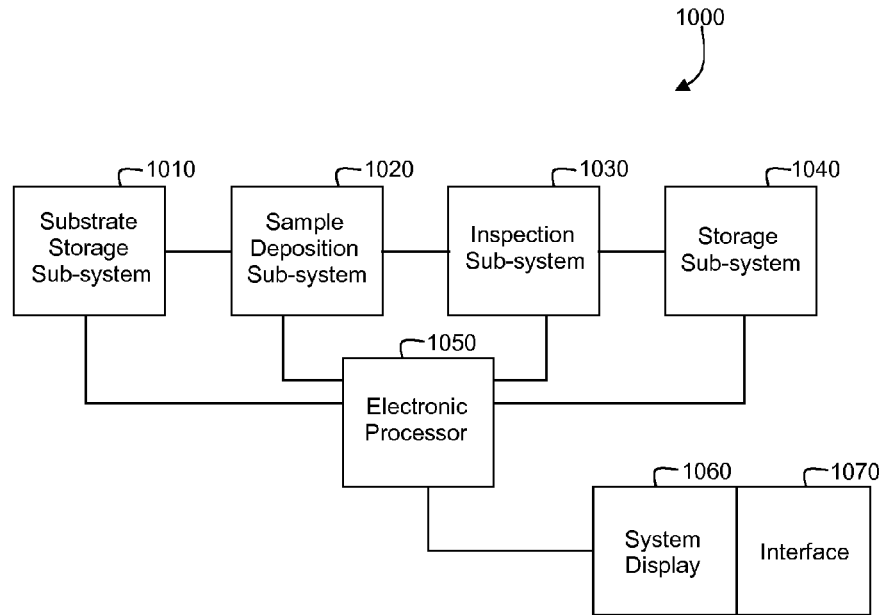 1000
1010
1020
1030
1040
Substrate
Storage
Sub-system
Sample
Deposition
Sub-system
Inspection
Sub-system
Storage
Sub-system
1050
Electronic
Processor
1060
1070
System
Display
Interface